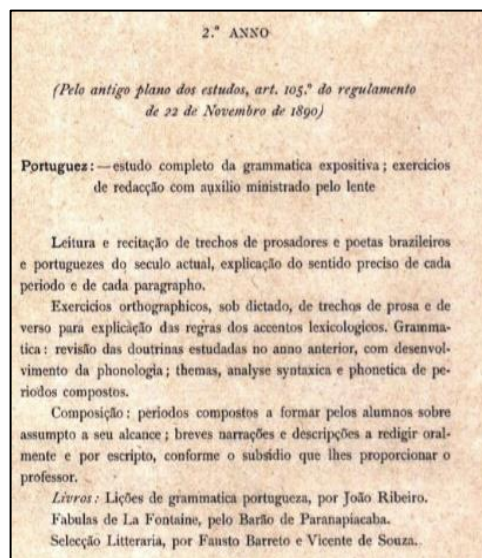 2.º ANNO
(Pelo antigo plano dos estudos, art. 105.º do regulamento
de 22 de Novembro de 1890)
Portuguez: — estudo completo da grammatica expositiva; exercicios
de redacção com auxilio ministrado pelo lente
Leitura e recitação de trechos de prosadores e poetas brazileiros
e portuguezes do seculo actual, explicação do sentido preciso de cada
periodo e de cada paragrapho.
Exercicios orthographicos, sob dictado, de trechos de prosa e de
verso para explicação das regras dos accentos lexicologicos. Gramma-
tica: revisão das doutrinas estudadas no anno anterior, com desenvol-
vimento da phonologia; themas, analyse syntaxica e phonetica de pe-
riodos compostos.
Composição: periodos compostos a formar pelos alumnos sobre
assumpto a seu alcance; breves narrações e descripções a redigir oral-
mente e por escripto, conforme o subsidio que lhes proporcionar o
professor.
Livros: Lições de grammatica portugueza, por João Ribeiro.
Fabulas de La Fontaine, pelo Barão de Paranapiacaba.
Selecção Litteraria, por Fausto Barreto e Vicente de Souza.